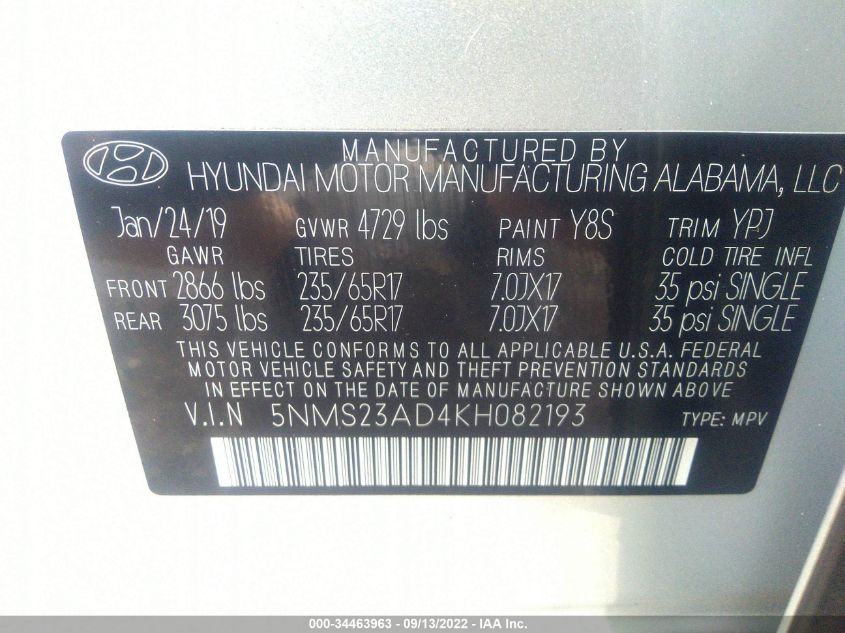 MANUFACTURED BY
HYUNDAI MOTOR MANUFACTURING ALABAMA, LLC
Jan/24/19 GVWR 4729 lbs PAINT Y8S TRIM YPJ
GAWR TIRES RIMS COLD TIRE INFL
FRONT 2866 lbs 235/65R17 7.0JX17 35 psi SINGLE
REAR 3075 lbs 235/65R17 7.0JX17 35 psi SINGLE
THIS VEHICLE CONFORMS TO ALL APPLICABLE U.S.A. FEDERAL
MOTOR VEHICLE SAFETY AND THEFT PREVENTION STANDARDS
IN EFFECT ON THE DATE OF MANUFACTURE SHOWN ABOVE
V.I.N 5NMS23AD4KH082193 TYPE: MPV
000-34463963 - 09/13/2022 - IAA Inc.